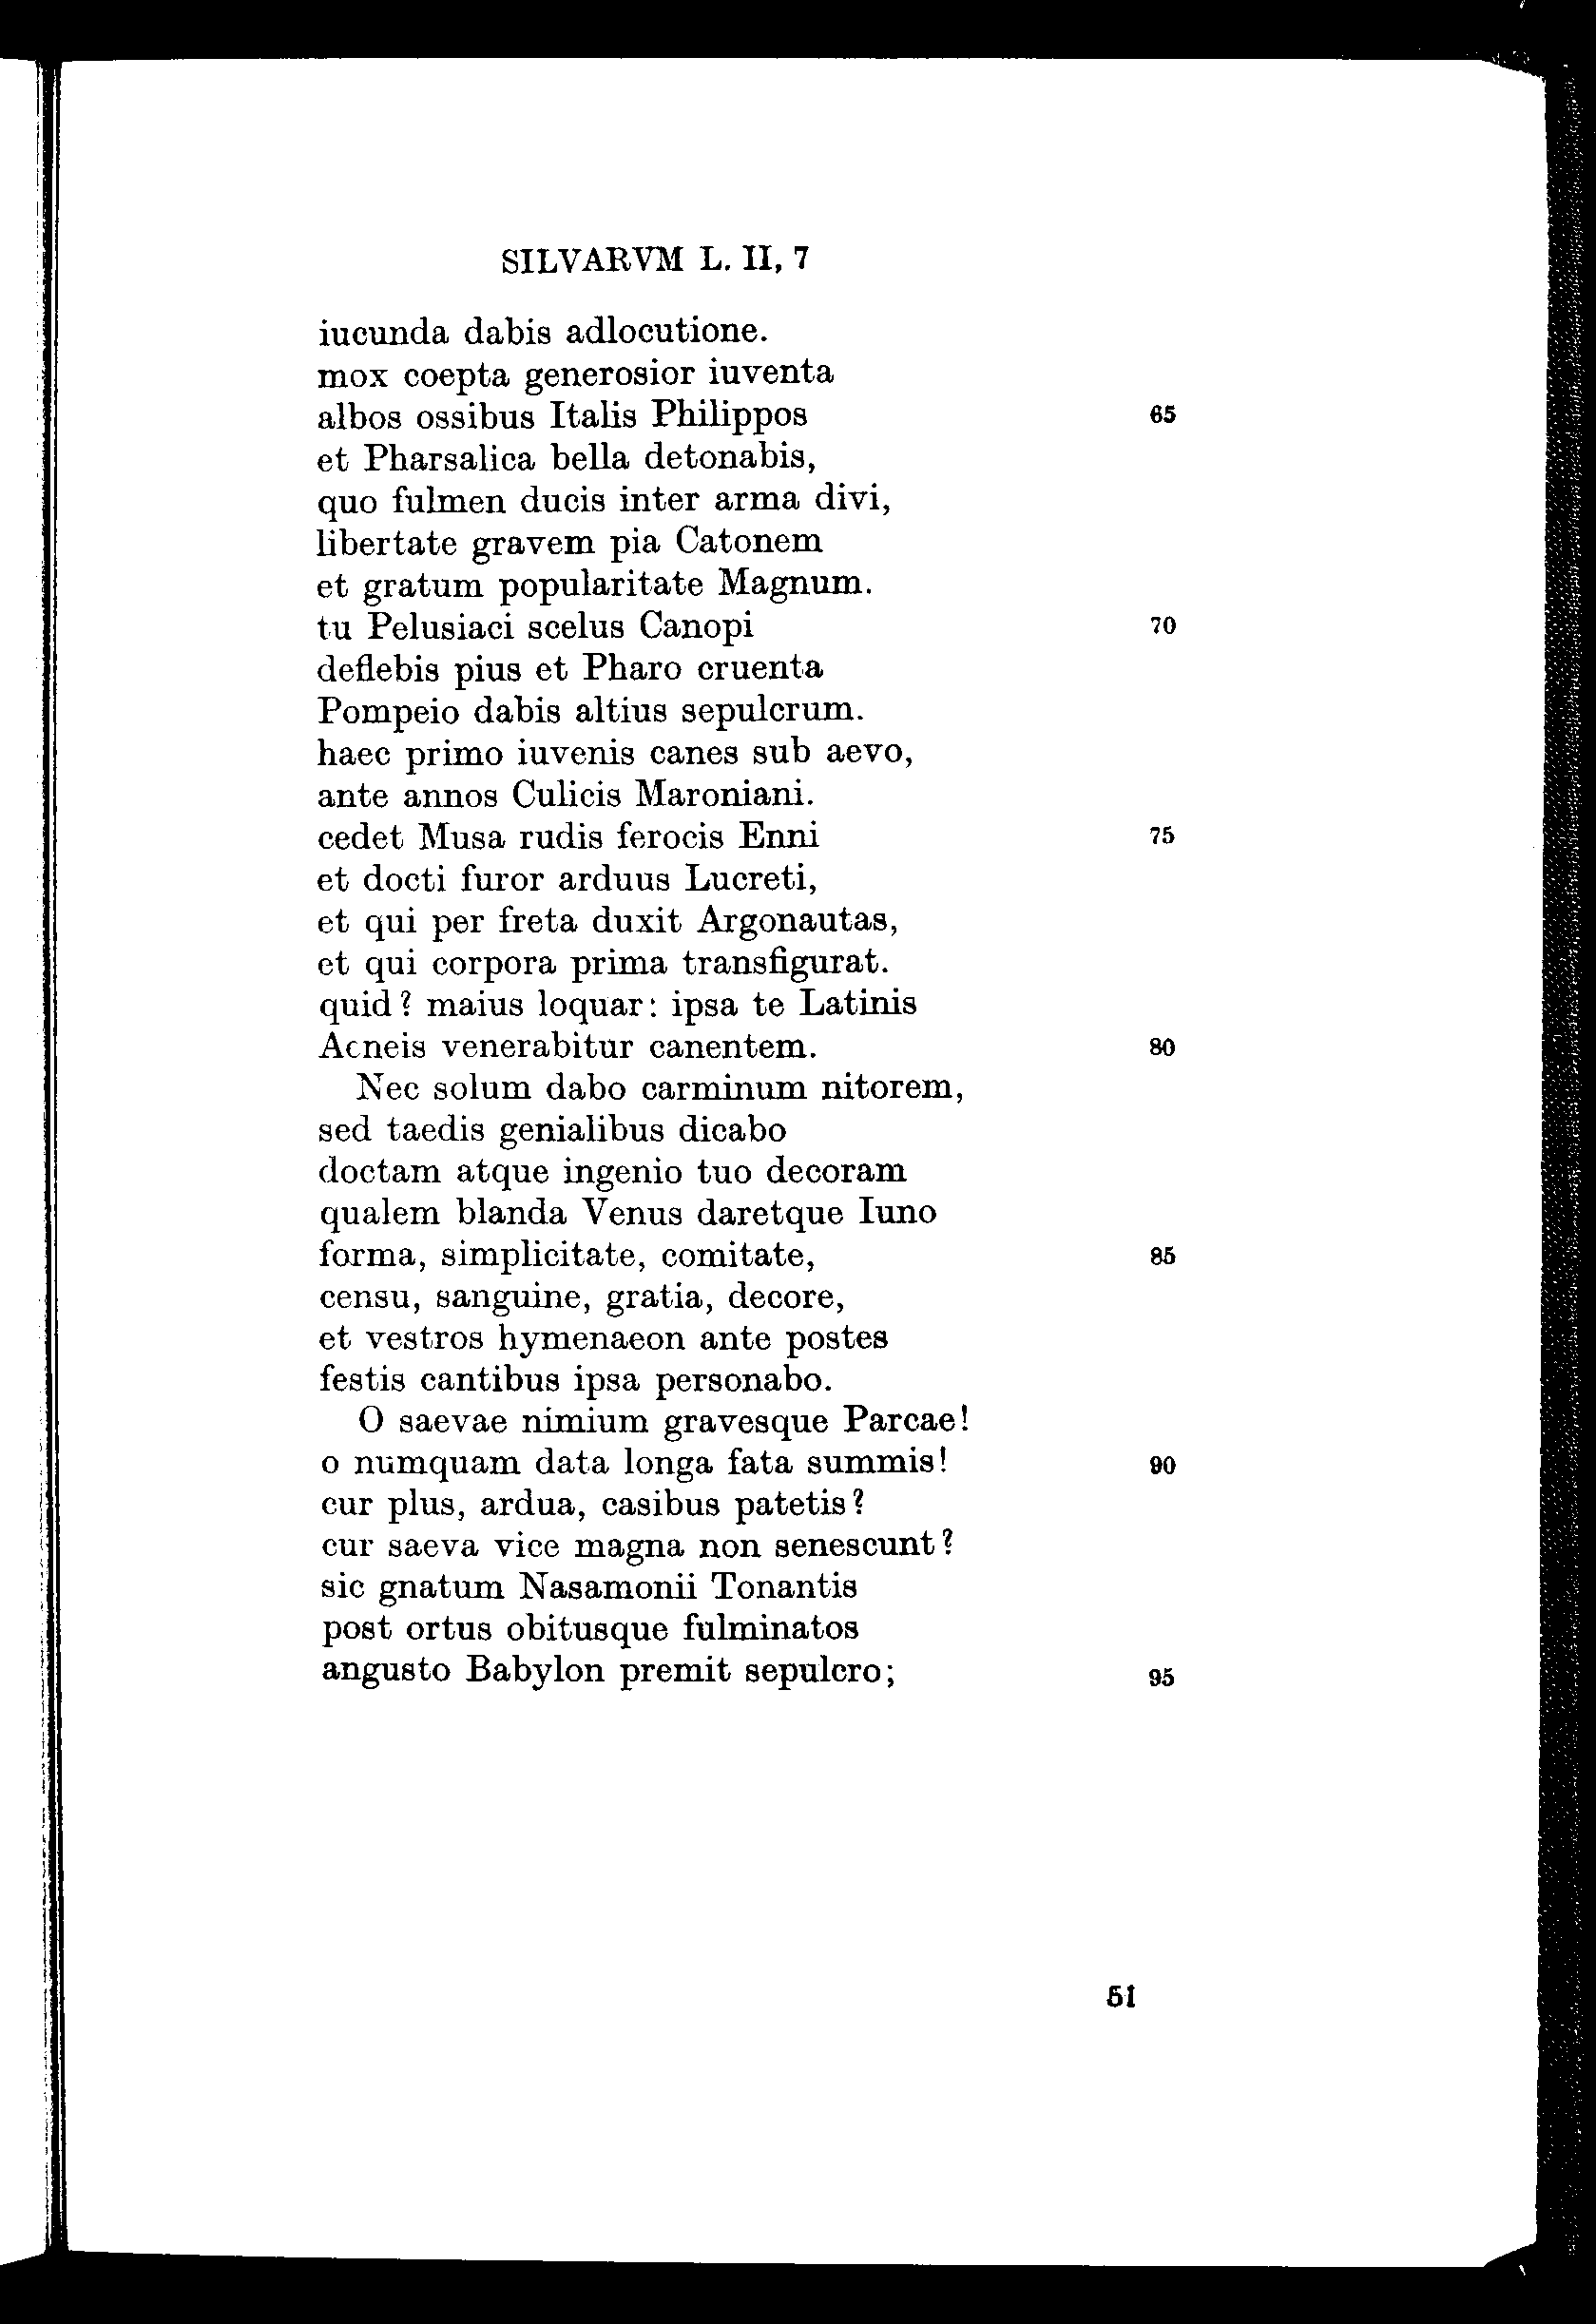 SILVARVM L. II, 7
iucunda dabis adlocutione.
mox coepta generosior iuventa
albos ossibus Italis Philippos 65
et Pharsalica bella detonabis,
quo fulmen ducis inter arma divi,
libertate gravem pia Catonem
et gratum popularitate Magnum.
tu Pelusiaci scelus Canopi 70
deflebis pius et Pharo cruenta
Pompeio dabis altius sepulcrum.
haec primo iuvenis canes sub aevo,
ante annos Culicis Maroniani.
cedet Musa rudis ferocis Enni 75
et docti furor arduus Lucreti,
et qui per freta duxit Argonautas,
et qui corpora prima transfigurat.
quid? maius loquar: ipsa te Latinis
Aeneis venerabitur canentem. 80
Nec solum dabo carminum nitorem,
sed taedis genialibus dicabo
doctam atque ingenio tuo decoram
qualem blanda Venus daretque Iuno
forma, simplicitate, comitate, 85
censu, sanguine, gratia, decore,
et vestros hymenaeon ante postes
festis cantibus ipsa personabo.
O saevae nimium gravesque Parcae!
o numquam data longa fata summis! 90
cur plus, ardua, casibus patetis?
cur saeva vice magna non senescunt?
sic gnatum Nasamonii Tonantis
post ortus obitusque fulminatos
angusto Babylon premit sepulcro; 95
51